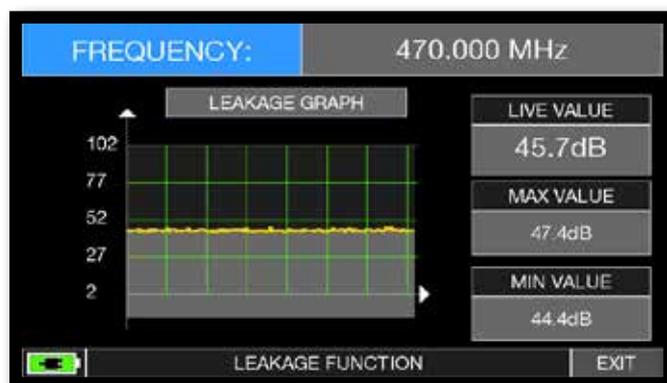 FREQUENCY: 470.000 MHz
LEAKAGE GRAPH
102
77
52
27
2
LIVE VALUE
45.7dB
MAX VALUE
47.4dB
MIN VALUE
44.4dB
LEAKAGE FUNCTION
EXIT